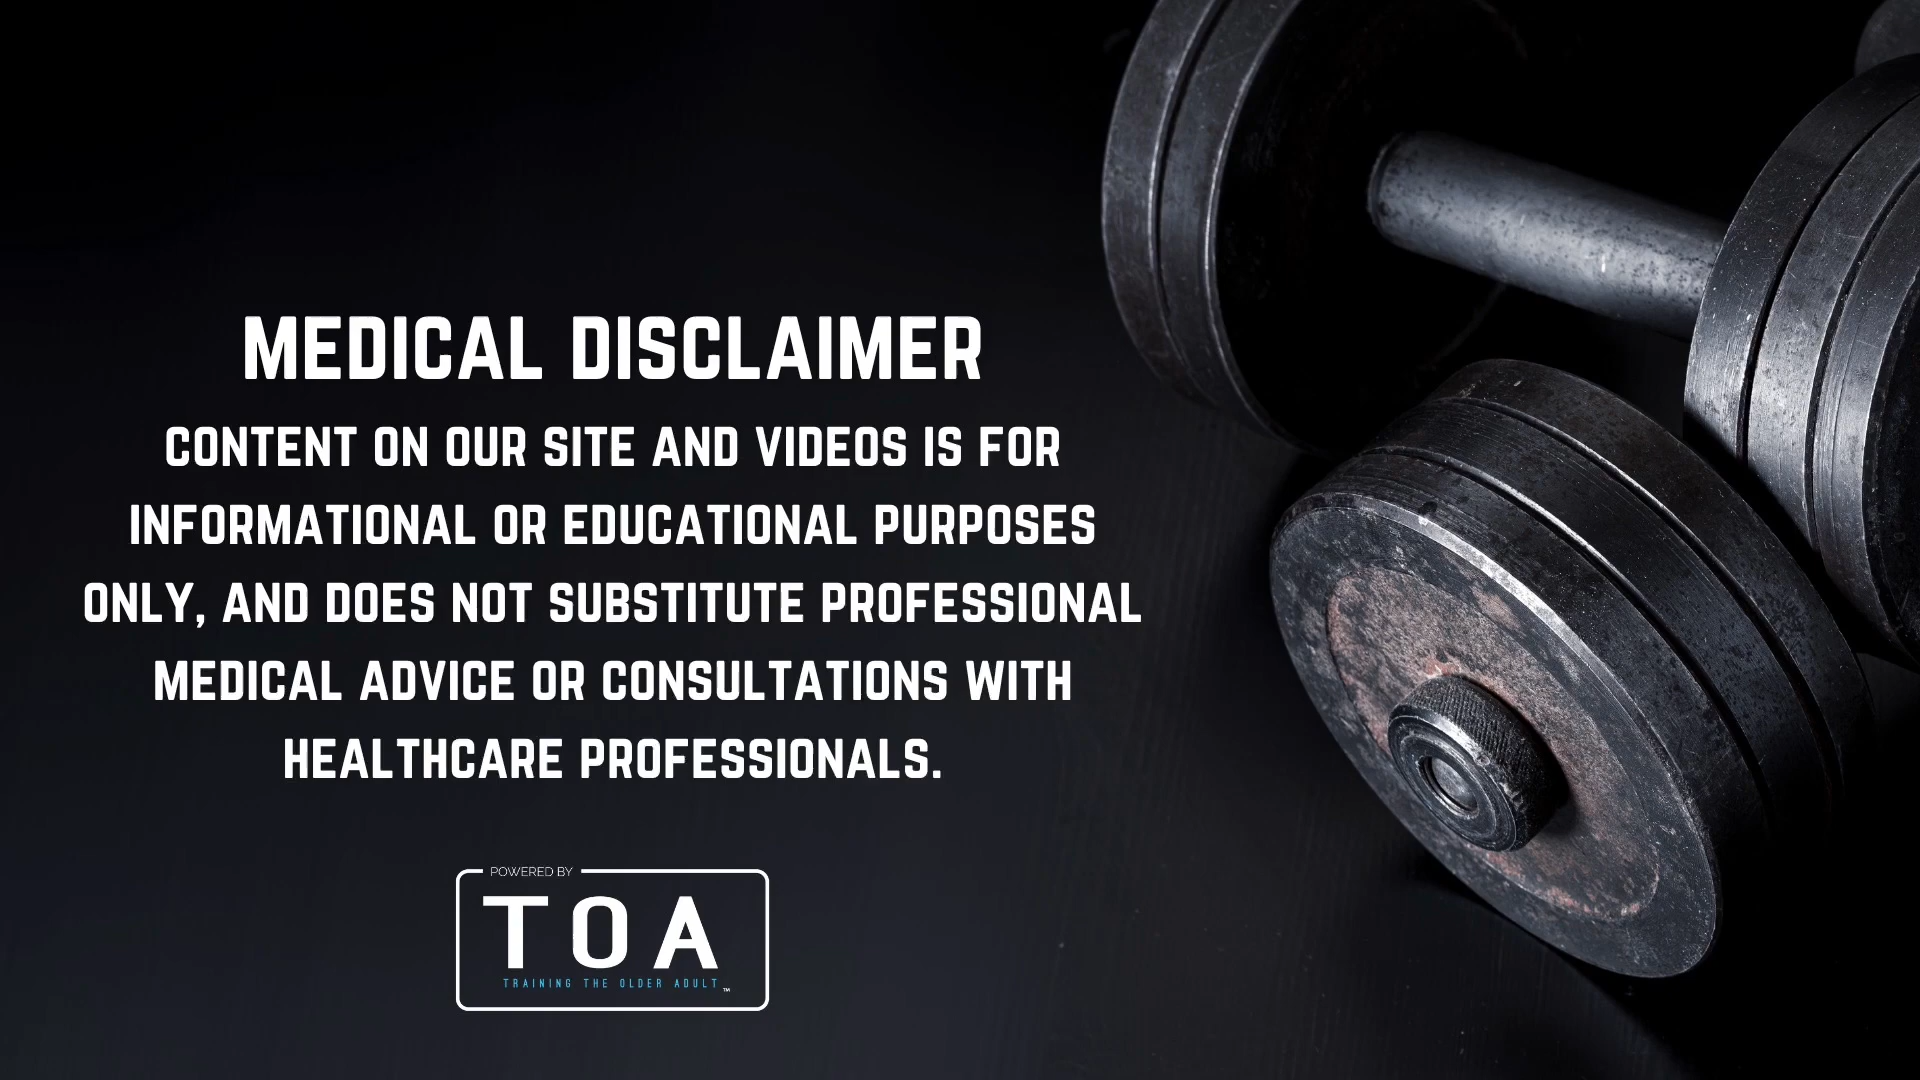 MEDICAL DISCLAIMER
CONTENT ON OUR SITE AND VIDEOS IS FOR
INFORMATIONAL OR EDUCATIONAL PURPOSES
ONLY, AND DOES NOT SUBSTITUTE PROFESSIONAL
MEDICAL ADVICE OR CONSULTATIONS WITH
HEALTHCARE PROFESSIONALS.
POWERED BY
TOA
TRAINING THE OLDER ADULT™